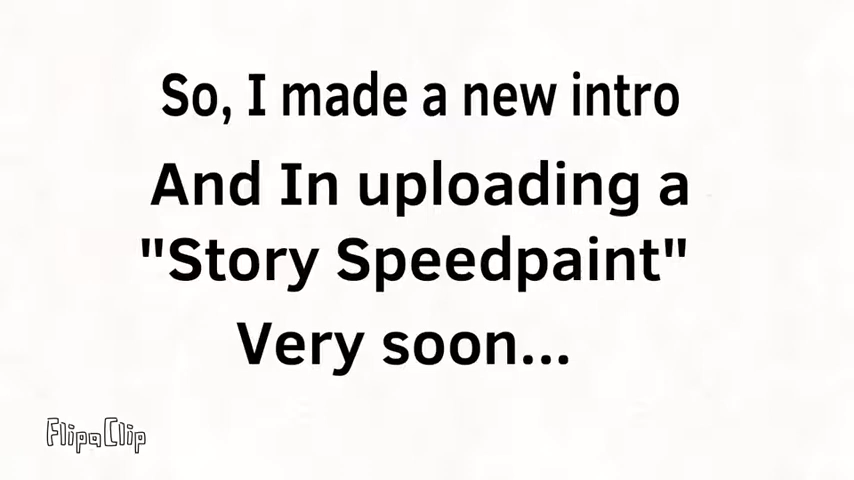 So, I made a new intro
And In uploading a
"Story Speedpaint"
Very soon...
FlipaClip